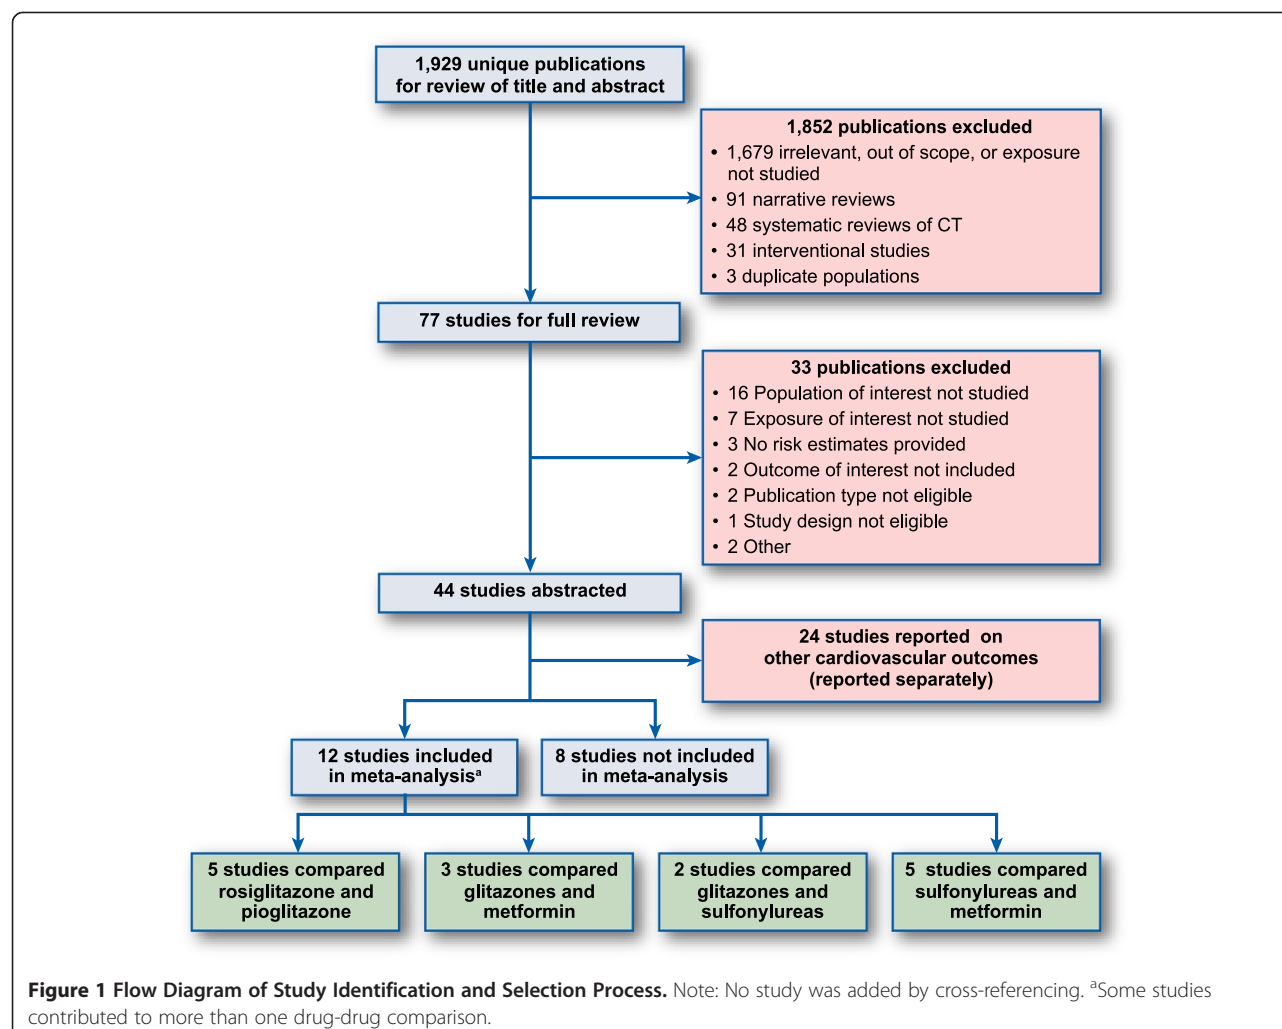 1,929 unique publications
for review of title and abstract
1,852 publications excluded
• 1,679 irrelevant, out of scope, or exposure
not studied
• 91 narrative reviews
• 48 systematic reviews of CT
• 31 interventional studies
• 3 duplicate populations
77 studies for full review
33 publications excluded
• 16 Population of interest not studied
• 7 Exposure of interest not studied
• 3 No risk estimates provided
• 2 Outcome of interest not included
• 2 Publication type not eligible
• 1 Study design not eligible
• 2 Other
44 studies abstracted
24 studies reported on
other cardiovascular outcomes
(reported separately)
12 studies included
in meta-analysisᵃ
8 studies not included
in meta-analysis
5 studies compared
rosiglitazone and
pioglitazone
3 studies compared
glitazones and
metformin
2 studies compared
glitazones and
sulfonylureas
5 studies compared
sulfonylureas and
metformin
Figure 1 Flow Diagram of Study Identification and Selection Process. Note: No study was added by cross-referencing. ᵃSome studies
contributed to more than one drug-drug comparison.